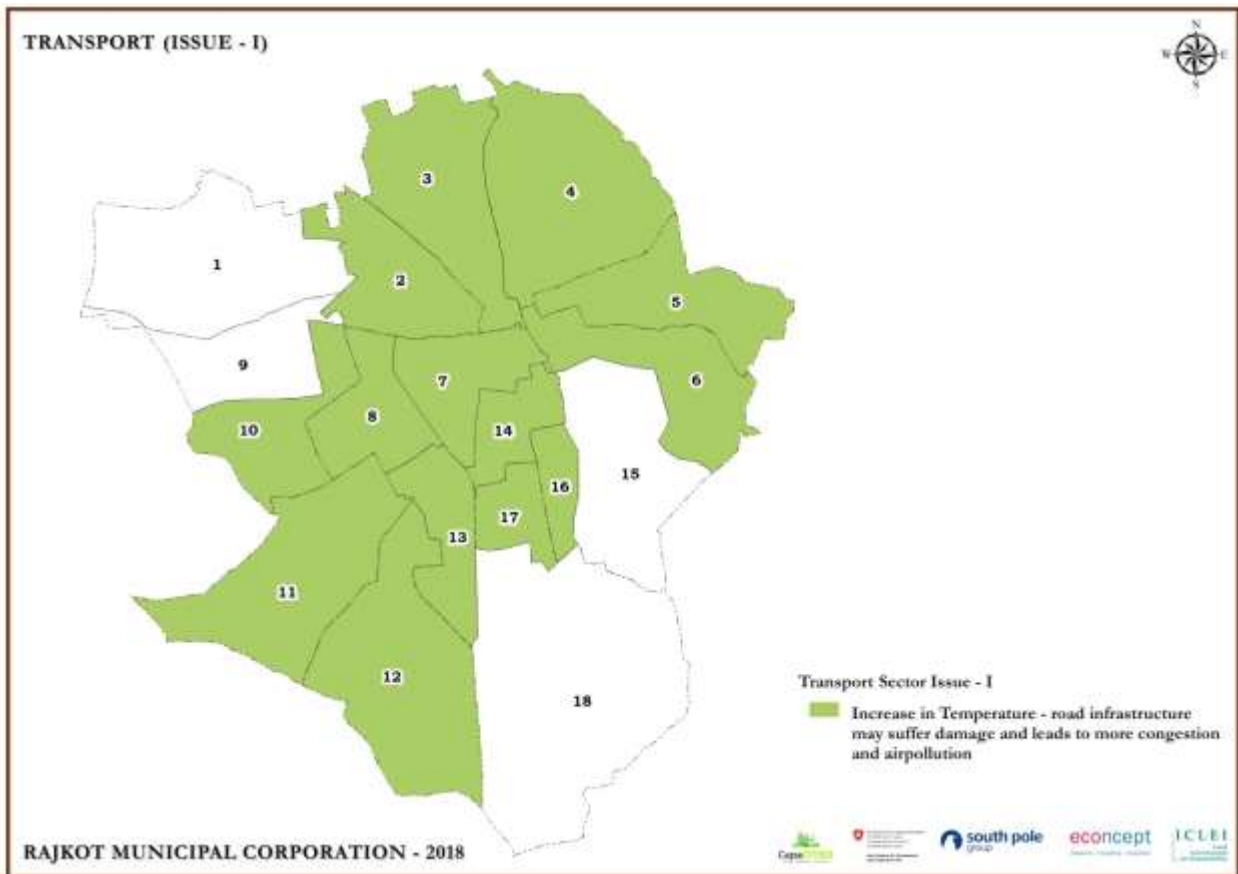 TRANSPORT (ISSUE - I)
N
W E
S
3
4
1
2
5
9
7
6
8
10
14
15
16
17
13
11
12
18
Transport Sector Issue - I
Increase in Temperature - road infrastructure
may suffer damage and leads to more congestion
and airpollution
RAJKOT MUNICIPAL CORPORATION - 2018
south pole
group
econcept
ICLEI